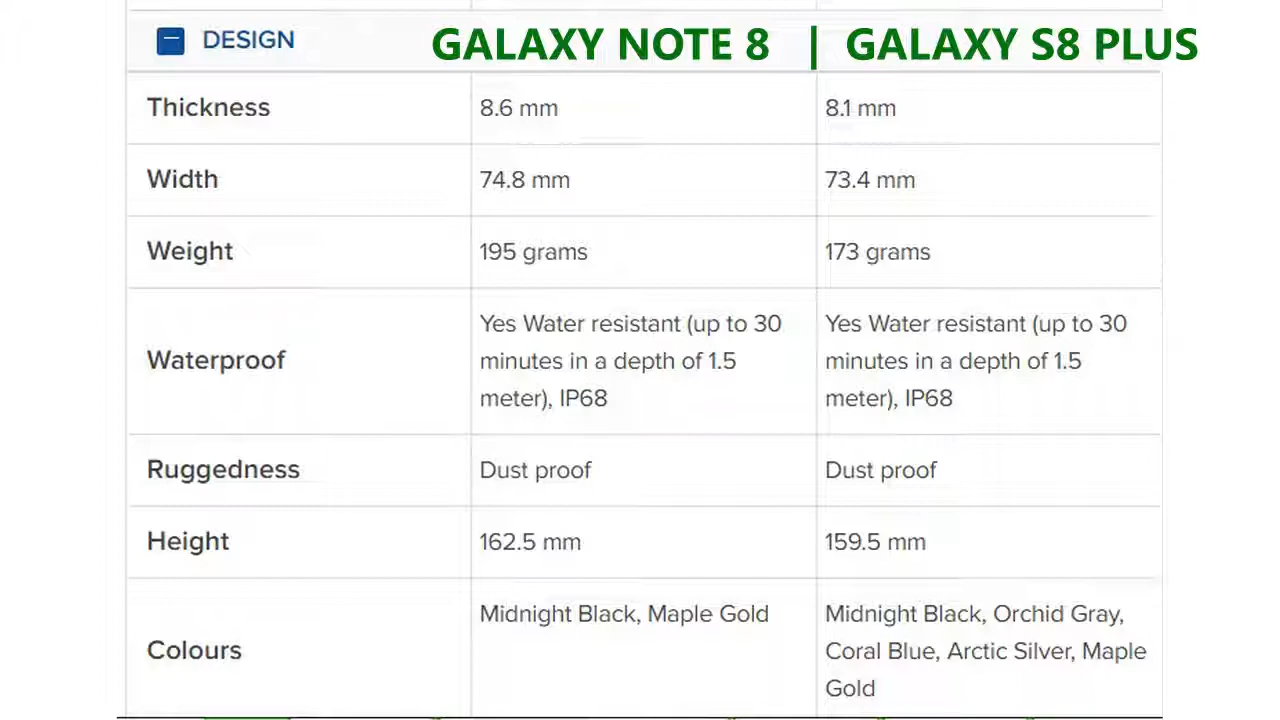 DESIGN GALAXY NOTE 8 | GALAXY S8 PLUS
Thickness 8.6 mm 8.1 mm
Width 74.8 mm 73.4 mm
Weight 195 grams 173 grams
Waterproof
Yes Water resistant (up to 30
minutes in a depth of 1.5
meter), IP68
Yes Water resistant (up to 30
minutes in a depth of 1.5
meter), IP68
Ruggedness Dust proof Dust proof
Height 162.5 mm 159.5 mm
Colours
Midnight Black, Maple Gold
Midnight Black, Orchid Gray,
Coral Blue, Arctic Silver, Maple
Gold